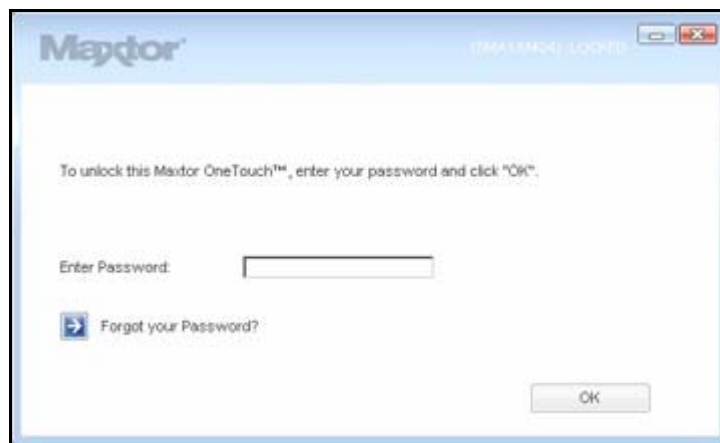 Maxtor
To unlock this Maxtor OneTouch™, enter your password and click "OK".
Enter Password:
Forgot your Password?
OK